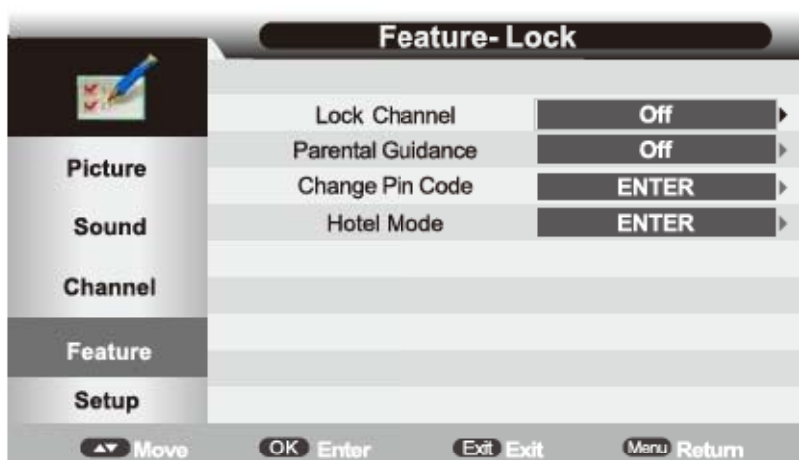 Feature- Lock
Lock Channel Off
Parental Guidance Off
Change Pin Code ENTER
Hotel Mode ENTER
Picture
Sound
Channel
Feature
Setup
Move OK Enter Exit Exit Menu Return